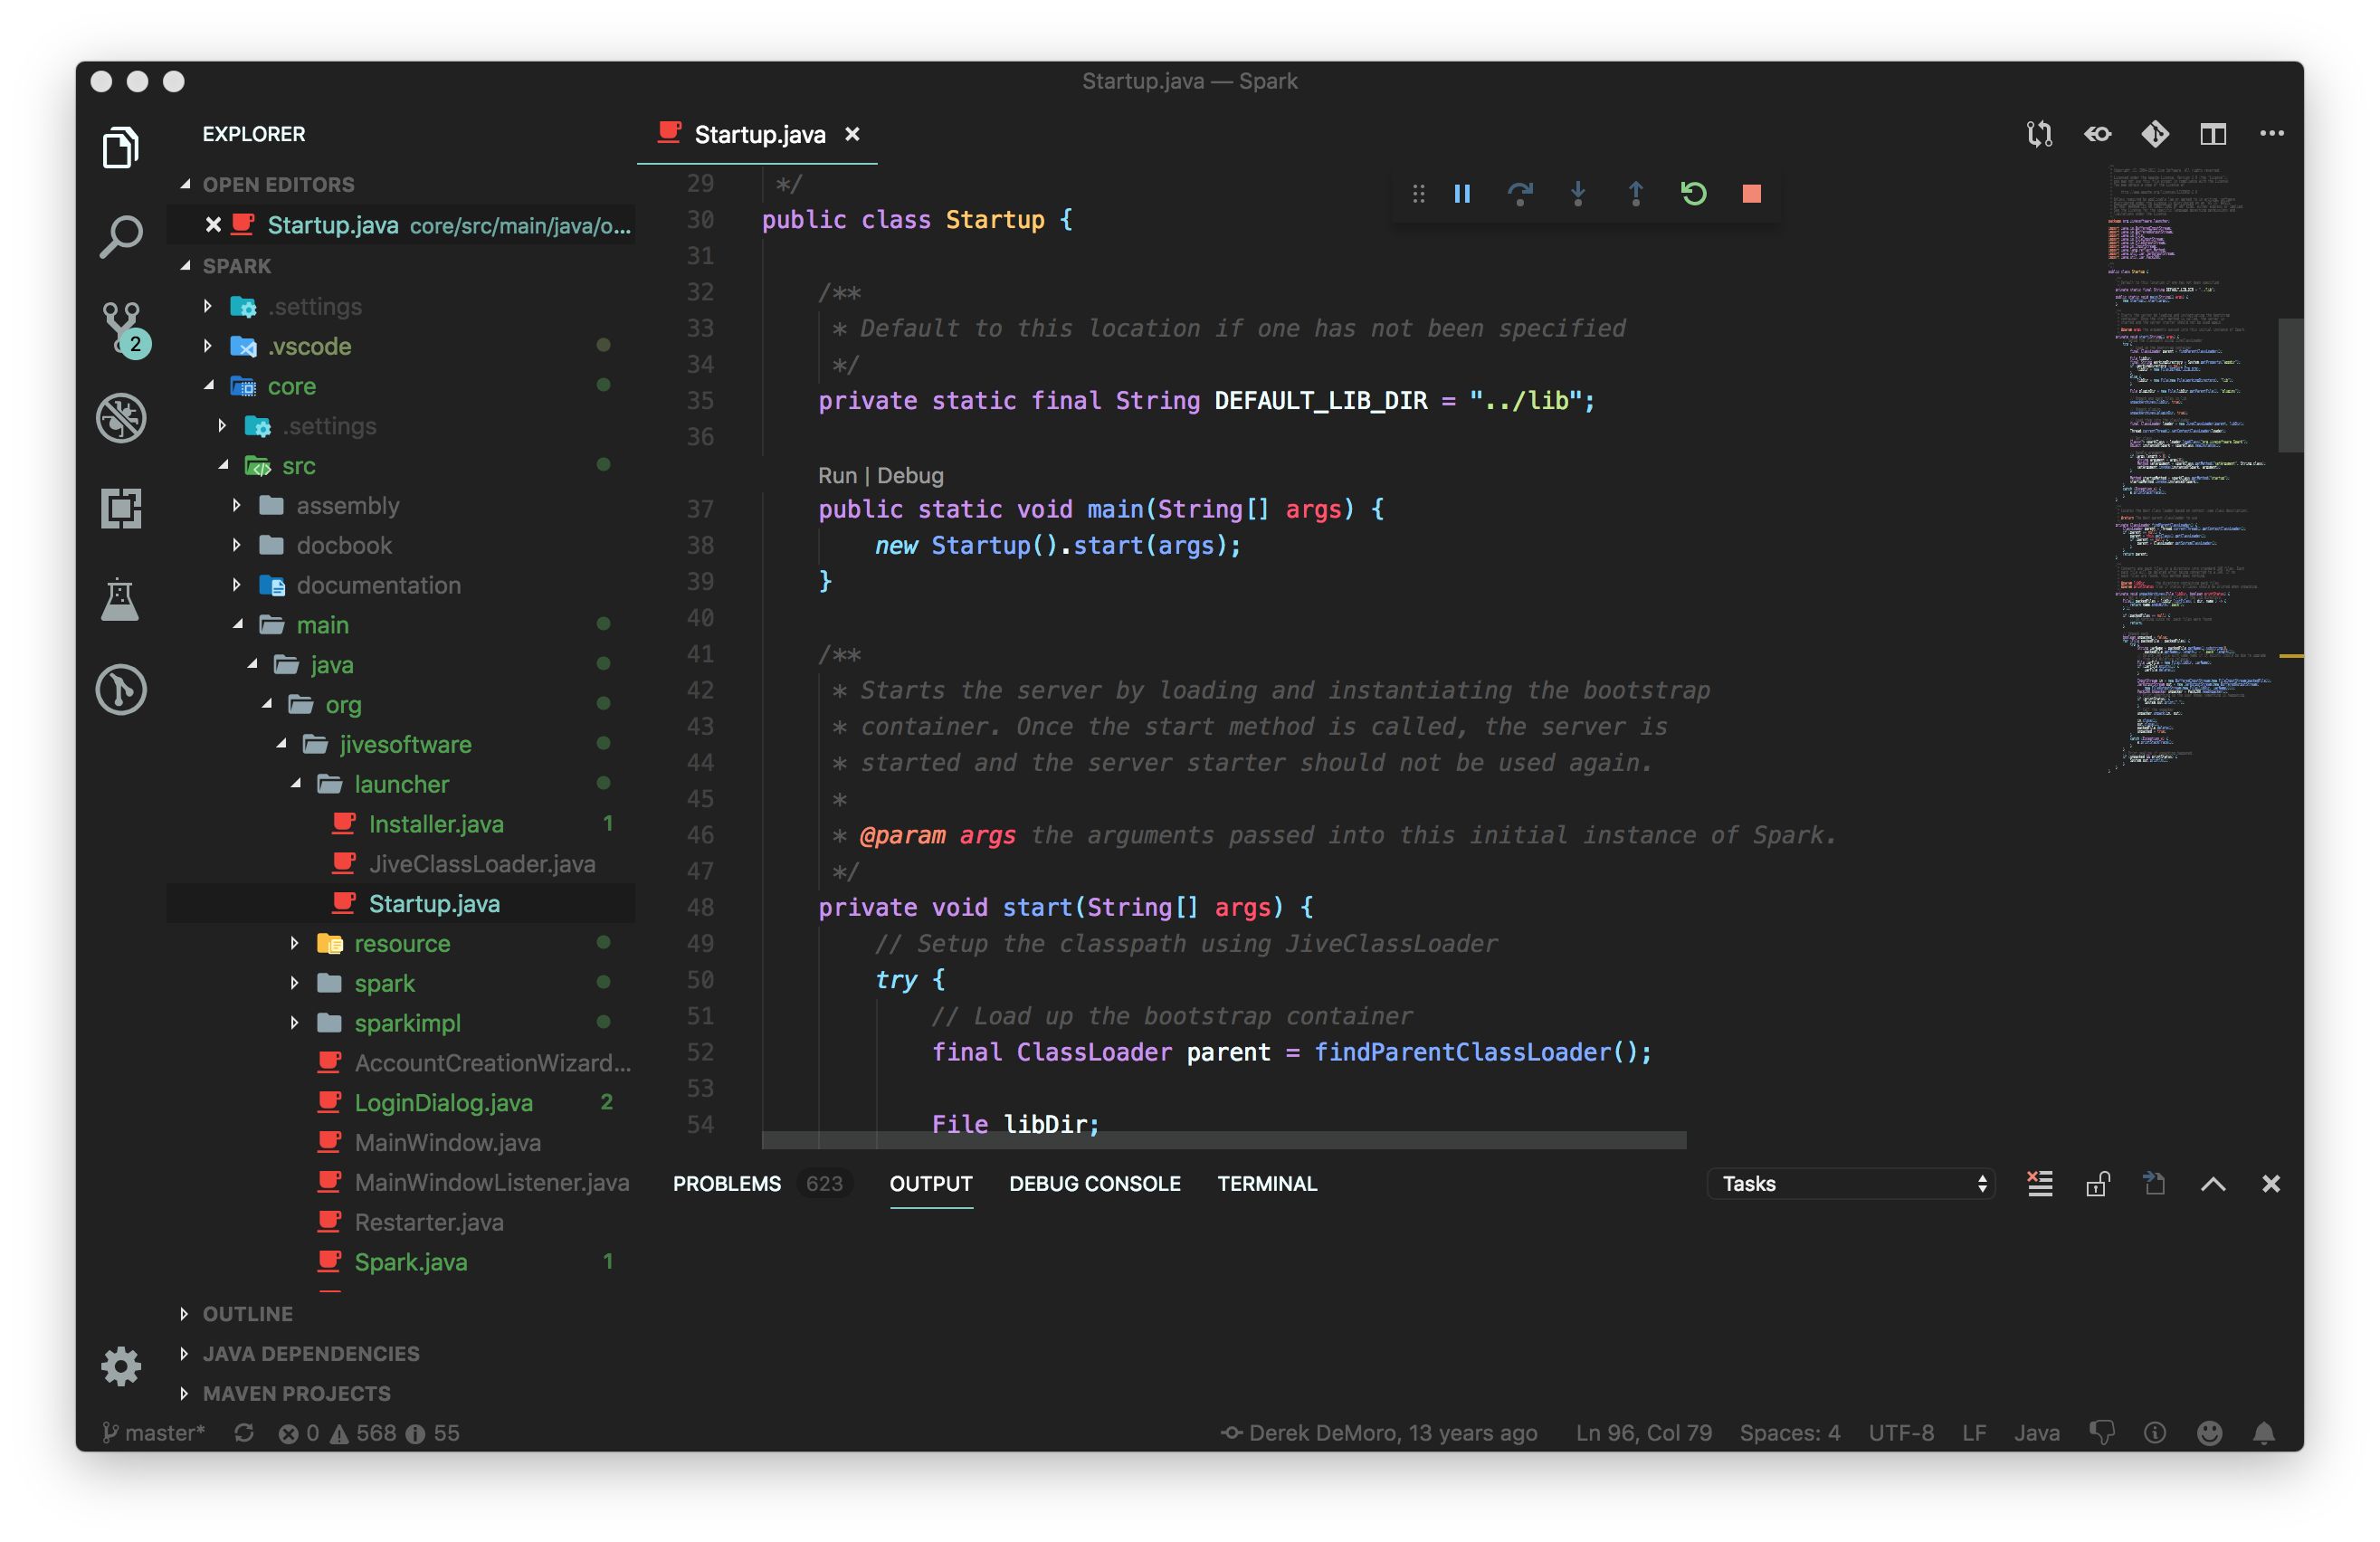 Startup.java — Spark
EXPLORER
OPEN EDITORS
Startup.java core/src/main/java/o...
SPARK
.settings
.vscode
core
.settings
src
assembly
docbook
documentation
main
java
org
jivesoftware
launcher
Installer.java 1
JiveClassLoader.java
Startup.java
resource
spark
sparkimpl
AccountCreationWizard...
LoginDialog.java 2
MainWindow.java
MainWindowListener.java
Restarter.java
Spark.java 1
OUTLINE
JAVA DEPENDENCIES
MAVEN PROJECTS
2
Startup.java
29 */
30 public class Startup {
31
32 /**
33 * Default to this location if one has not been specified
34 */
35 private static final String DEFAULT_LIB_DIR = "../lib";
36
Run | Debug
37 public static void main(String[] args) {
38 new Startup().start(args);
39 }
40
41 /**
42 * Starts the server by loading and instantiating the bootstrap
43 * container. Once the start method is called, the server is
44 * started and the server starter should not be used again.
45 *
46 * @param args the arguments passed into this initial instance of Spark.
47 */
48 private void start(String[] args) {
49 // Setup the classpath using JiveClassLoader
50 try {
51 // Load up the bootstrap container
52 final ClassLoader parent = findParentClassLoader();
53
54 File libDir;
PROBLEMS 623 OUTPUT DEBUG CONSOLE TERMINAL Tasks
master* 0 568 55 Derek DeMoro, 13 years ago Ln 96, Col 79 Spaces: 4 UTF-8 LF Java